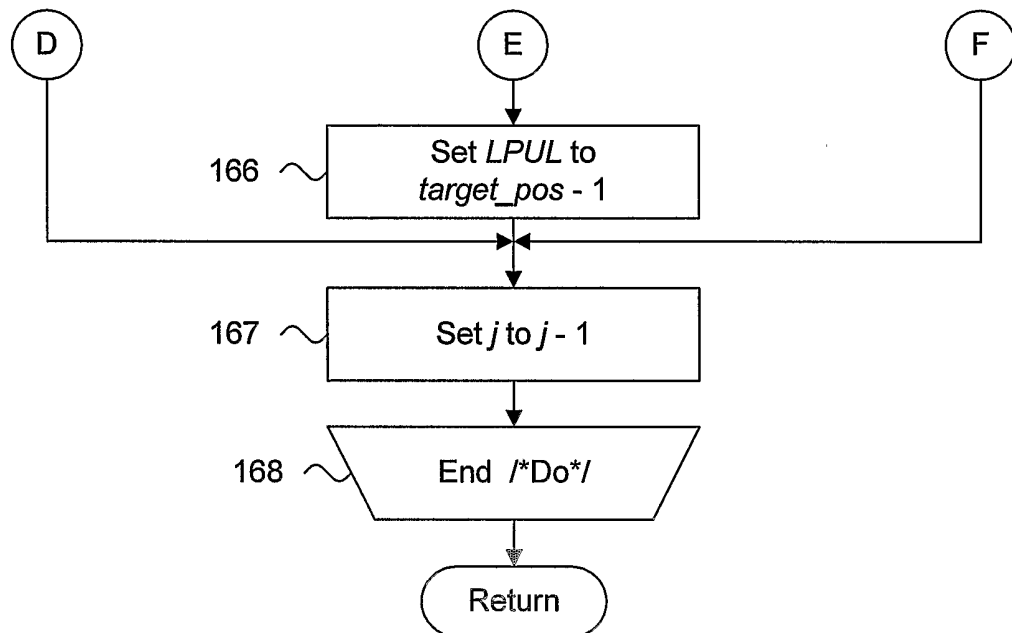 D
E
F
166
Set LPUL to
target_pos - 1
167
Set j to j - 1
168
End /*Do*/
Return